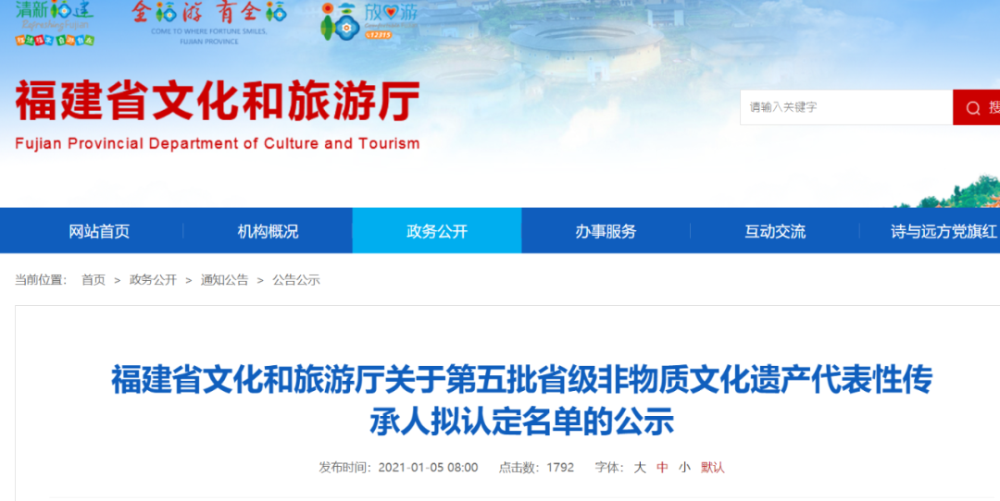 清新福建
Refreshing Fujian
全福游 有全福
COME TO WHERE FORTUNE SMILES,
FUJIAN PROVINCE
放心游
12315
福建省文化和旅游厅
Fujian Provincial Department of Culture and Tourism
请输入关键字
搜
网站首页 机构概况 政务公开 办事服务 互动交流 诗与远方党旗红
当前位置： 首页 > 政务公开 > 通知公告 > 公告公示
福建省文化和旅游厅关于第五批省级非物质文化遗产代表性传
承人拟认定名单的公示
发布时间：2021-01-05 08:00 点击数：1792 字体： 大 中 小 默认